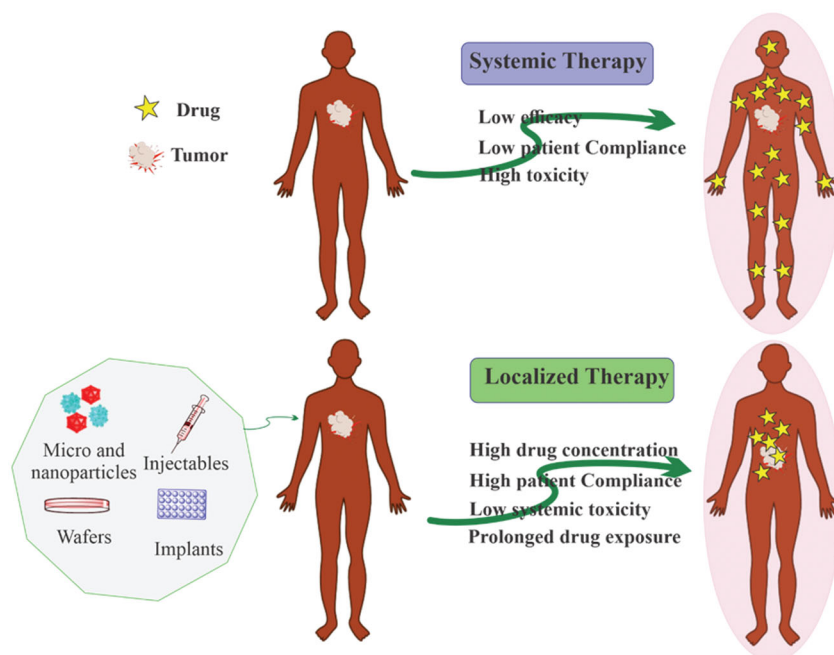 Systemic Therapy
Drug
Tumor
Low efficacy
Low patient Compliance
High toxicity
Localized Therapy
Micro and
nanoparticles
Injectables
Wafers
Implants
High drug concentration
High patient Compliance
Low systemic toxicity
Prolonged drug exposure